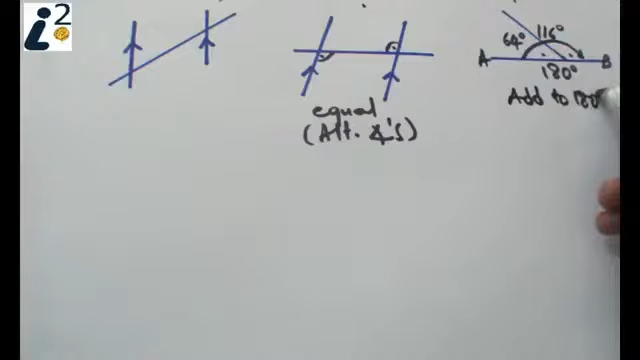 i2
64° 116°
A B
180°
Add to 180°
equal
(Alt. ∡'s)